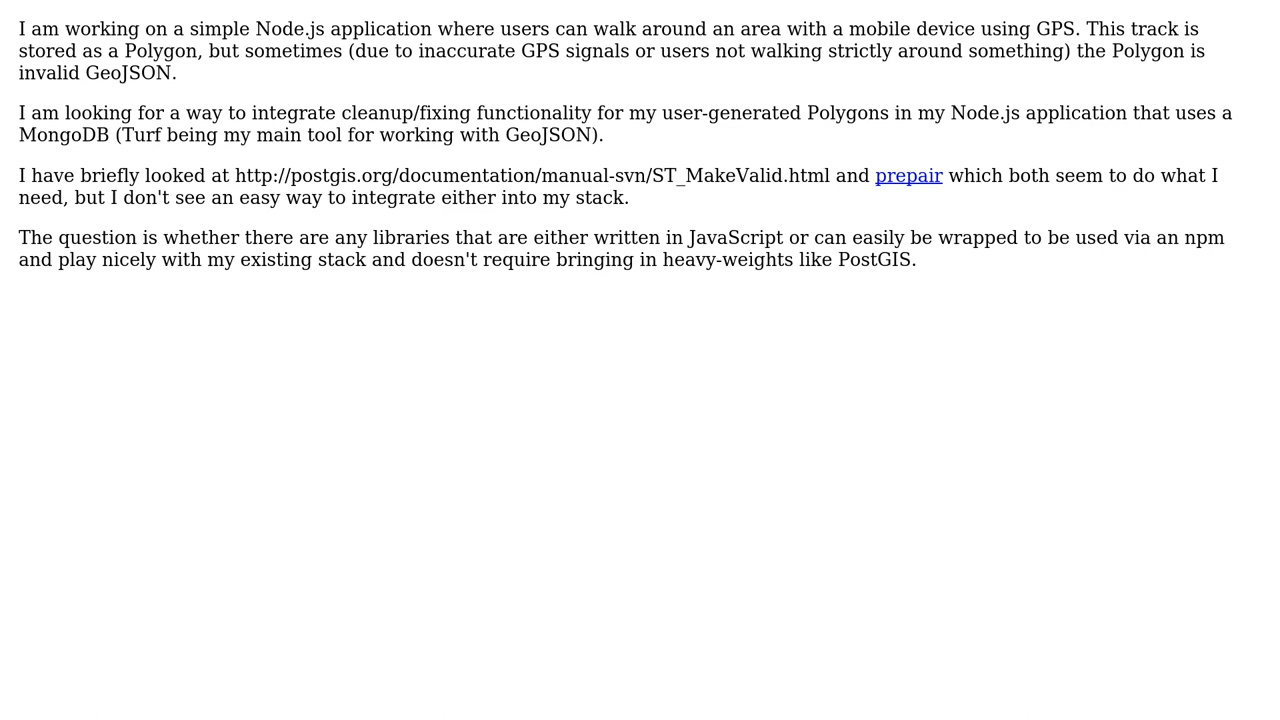 I am working on a simple Node.js application where users can walk around an area with a mobile device using GPS. This track is
stored as a Polygon, but sometimes (due to inaccurate GPS signals or users not walking strictly around something) the Polygon is
invalid GeoJSON.
I am looking for a way to integrate cleanup/fixing functionality for my user-generated Polygons in my Node.js application that uses a
MongoDB (Turf being my main tool for working with GeoJSON).
I have briefly looked at http://postgis.org/documentation/manual-svn/ST_MakeValid.html and prepair which both seem to do what I
need, but I don't see an easy way to integrate either into my stack.
The question is whether there are any libraries that are either written in JavaScript or can easily be wrapped to be used via an npm
and play nicely with my existing stack and doesn't require bringing in heavy-weights like PostGIS.